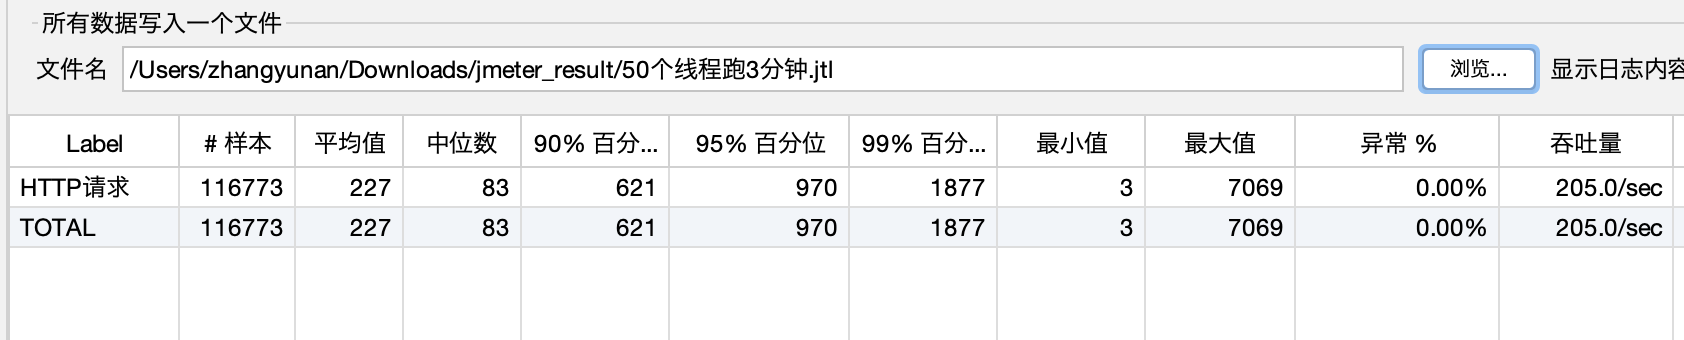 所有数据写入一个文件
文件名 /Users/zhangyunan/Downloads/jmeter_result/50个线程跑3分钟.jtl 浏览... 显示日志内容
Label # 样本 平均值 中位数 90% 百分... 95% 百分位 99% 百分... 最小值 最大值 异常 % 吞吐量
HTTP请求 116773 227 83 621 970 1877 3 7069 0.00% 205.0/sec
TOTAL 116773 227 83 621 970 1877 3 7069 0.00% 205.0/sec